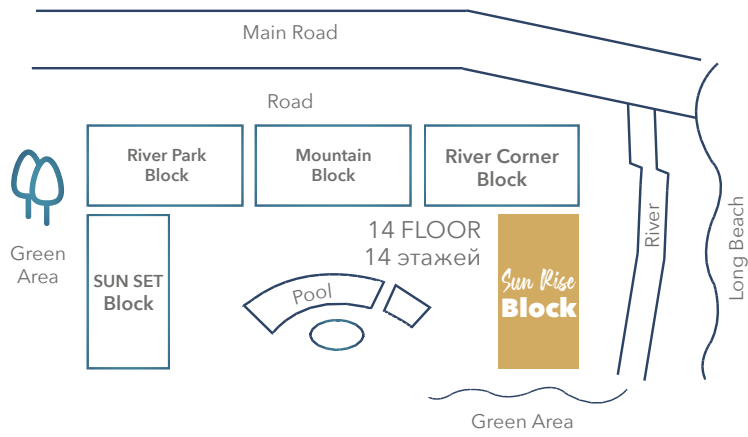 Main Road
Road
River Park
Block
Mountain
Block
River Corner
Block
Green
Area
SUN SET
Block
14 FLOOR
14 этажей
Pool
Sun Rise
Block
River
Long Beach
Green Area